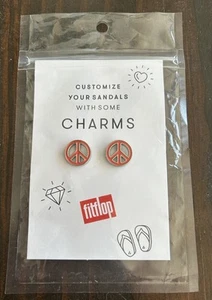 CUSTOMIZE
YOUR SANDALS
WITH SOME
CHARMS
fitflop